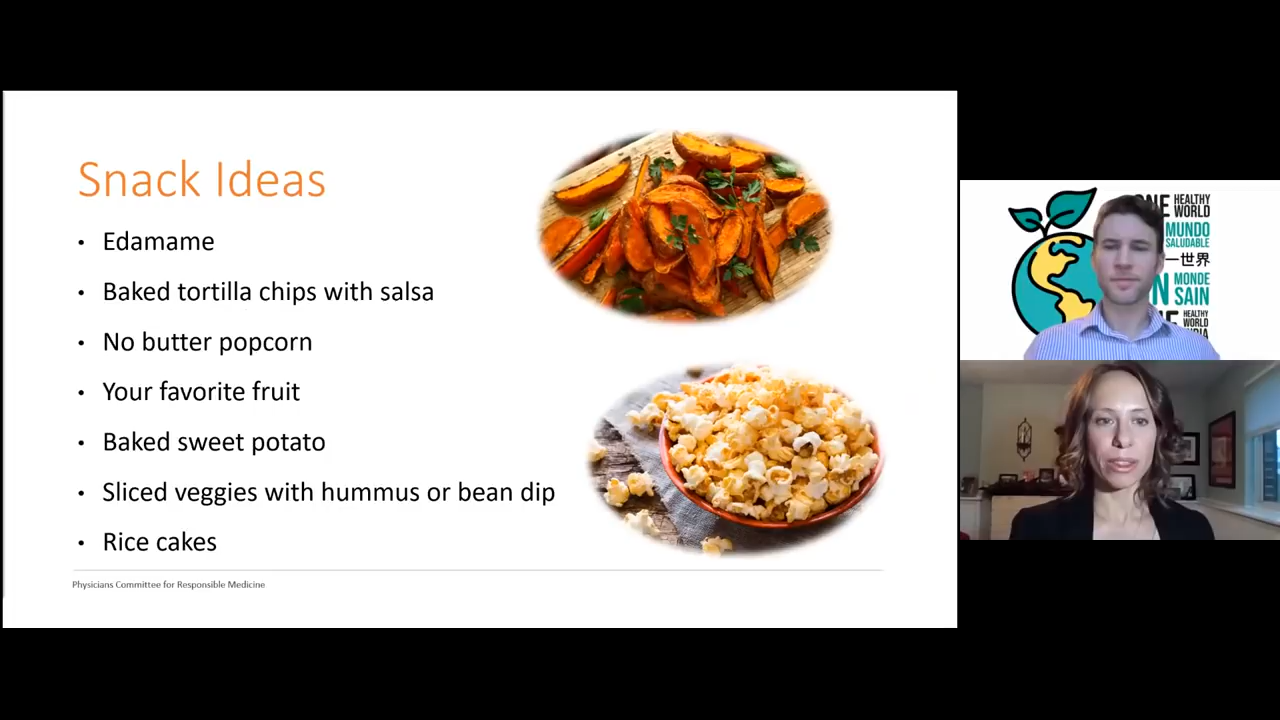 Snack Ideas
• Edamame
• Baked tortilla chips with salsa
• No butter popcorn
• Your favorite fruit
• Baked sweet potato
• Sliced veggies with hummus or bean dip
• Rice cakes
Physicians Committee for Responsible Medicine
HEALTHY
WORLD
MUNDO
SALUDABLE
一世界
MONDE
SAIN
HEALTHY
WORLD